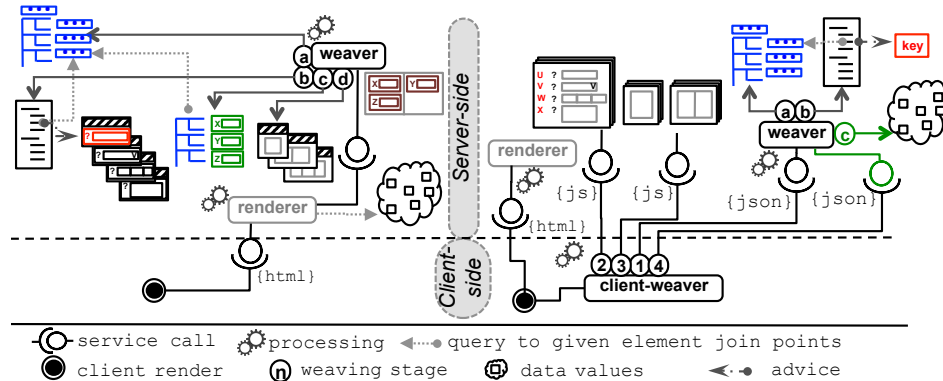 weaver
a
b
c
d
X
Y
Z
X
Y
Z
?
?
V
?
?
renderer
{html}
Server-side
Client-
side
U ?
V ? V
W ?
X ?
renderer
{html}
{js}
{js}
a b
weaver
c
key
{json}
{json}
2 3 1 4
client-weaver
service call
processing
query to given element join points
client render
n weaving stage
data values
advice